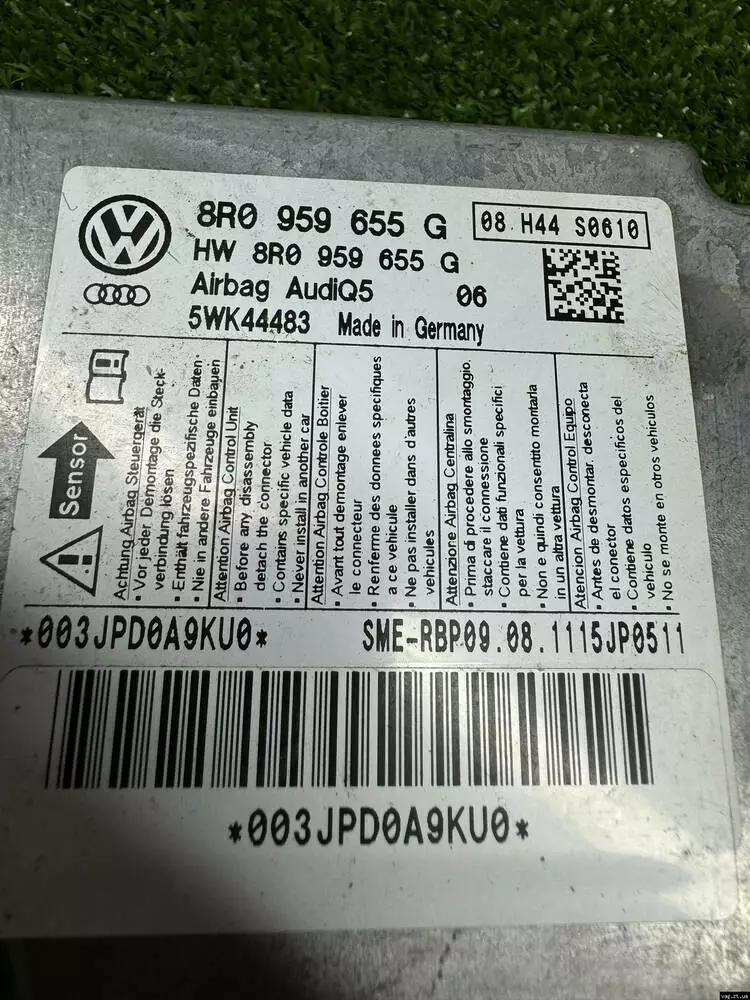 8R0 959 655 G
08 H44 S0610
HW 8R0 959 655 G
Airbag AudiQ5 06
5WK44483 Made in Germany
Sensor
Achtung Airbag Steuergerät
• Vor jeder Demontage die Steck-
verbindung lösen
• Enthält fahrzeugspezifische Daten
• Nie in andere Fahrzeuge einbauen
Attention Airbag Control Unit
• Before any disassembly
detach the connector
• Contains specific vehicle data
• Never install in another car
Attention Airbag Controle Boitier
• Avant tout demontage enlever
le connecteur
• Renferme des donnees specifiques
a ce vehicule
• Ne pas installer dans d'autres
vehicules
Attenzione Airbag Centralina
• Prima di procedere allo smontaggio.
staccare il connessione
• Contiene dati funzionali specifici
per la vettura
• Non e quindi consentito montarla
in un altra vettura
Atencion Airbag Control Equipo
• Antes de desmontar desconecta
el conector
• Contiene datos especificos del
vehiculo
• No se monte en otros vehiculos
*003JPD0A9KU0*
SME-RBP09.08.1115JP0511
*003JPD0A9KU0*
vag.zt.ua